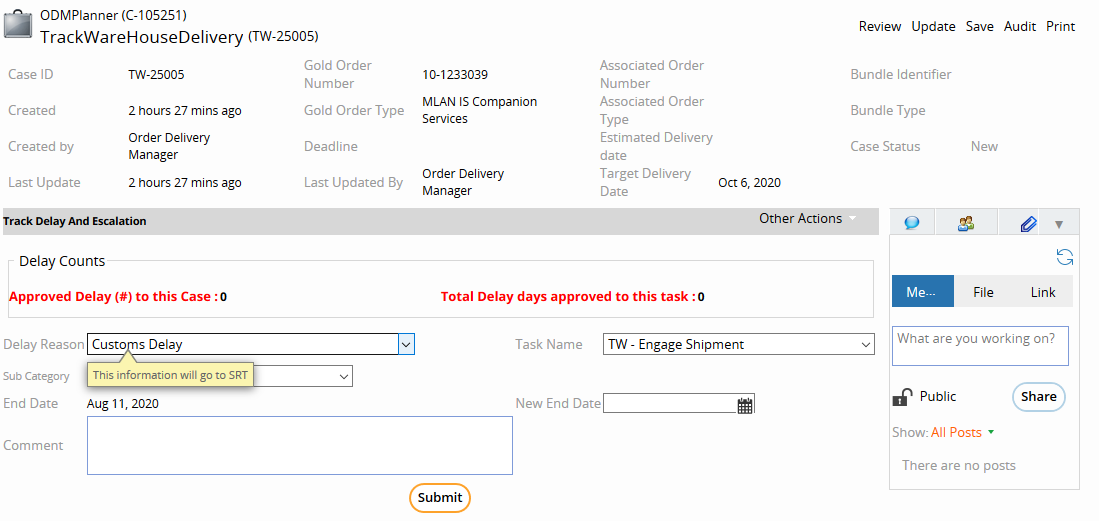 ODMPlanner (C-105251)
TrackWareHouseDelivery (TW-25005)
Review Update Save Audit Print
Case ID TW-25005 Gold Order Number 10-1233039 Associated Order Number Bundle Identifier
Created 2 hours 27 mins ago Gold Order Type MLAN IS Companion Services Associated Order Type Bundle Type
Created by Order Delivery Manager Deadline Estimated Delivery date Case Status New
Last Update 2 hours 27 mins ago Last Updated By Order Delivery Manager Target Delivery Date Oct 6, 2020
Track Delay And Escalation Other Actions
Delay Counts
Approved Delay (#) to this Case : 0 Total Delay days approved to this task : 0
Delay Reason Customs Delay Task Name TW - Engage Shipment
Sub Category This information will go to SRT
End Date Aug 11, 2020 New End Date
Comment
Submit
Me... File Link
What are you working on?
Public Share
Show: All Posts
There are no posts